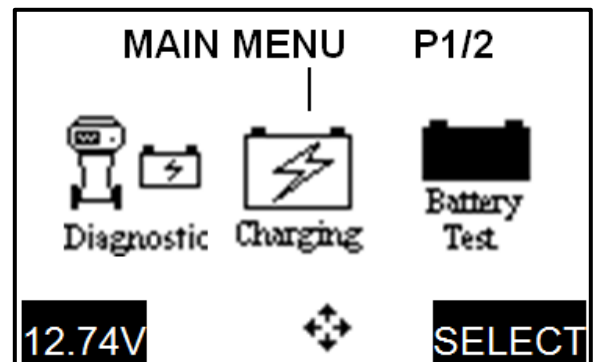 MAIN MENU P1/2
Diagnostic Charging Battery Test
12.74V SELECT